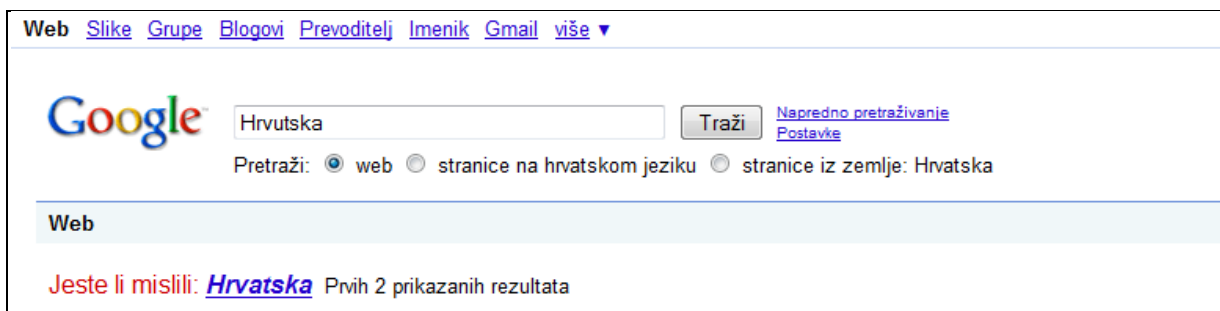 Web Slike Grupe Blogovi Prevoditelj Imenik Gmail više ▼
Google Hrvutska Traži Napredno pretraživanje
Postavke
Pretraži: web stranice na hrvatskom jeziku stranice iz zemlje: Hrvatska
Web
Jeste li mislili: Hrvatska Prvih 2 prikazanih rezultata